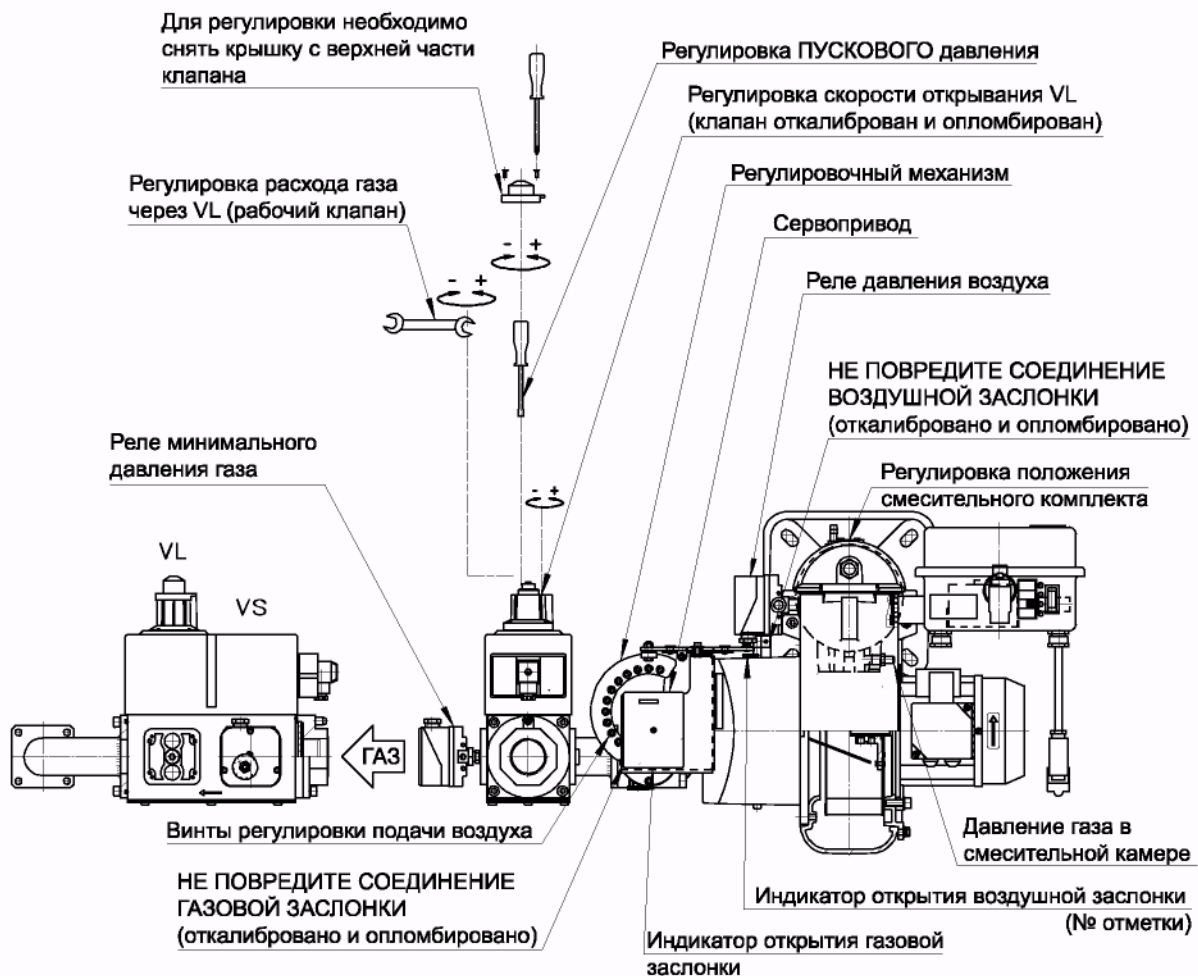 Для регулировки необходимо
снять крышку с верхней части
клапана
Регулировка ПУСКОВОГО давления
Регулировка скорости открывания VL
(клапан откалиброван и опломбирован)
Регулировка расхода газа
через VL (рабочий клапан)
Регулировочный механизм
Сервопривод
- +
- +
Реле давления воздуха
НЕ ПОВРЕДИТЕ СОЕДИНЕНИЕ
ВОЗДУШНОЙ ЗАСЛОНКИ
(откалибровано и опломбировано)
Реле минимального
давления газа
Регулировка положения
смесительного комплекта
- +
VL
VS
ГАЗ
Винты регулировки подачи воздуха
Давление газа в
смесительной камере
НЕ ПОВРЕДИТЕ СОЕДИНЕНИЕ
ГАЗОВОЙ ЗАСЛОНКИ
(откалибровано и опломбировано)
Индикатор открытия воздушной заслонки
(№ отметки)
Индикатор открытия газовой
заслонки